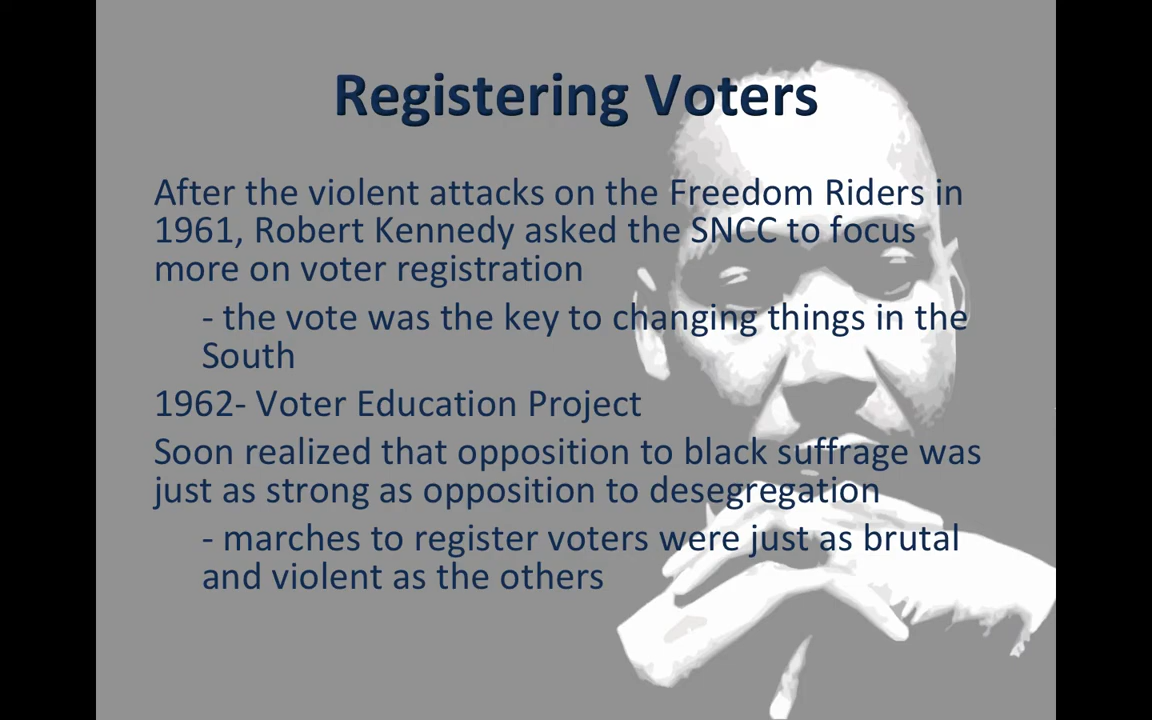 Registering Voters
After the violent attacks on the Freedom Riders in
1961, Robert Kennedy asked the SNCC to focus
more on voter registration
- the vote was the key to changing things in the
South
1962- Voter Education Project
Soon realized that opposition to black suffrage was
just as strong as opposition to desegregation
- marches to register voters were just as brutal
and violent as the others